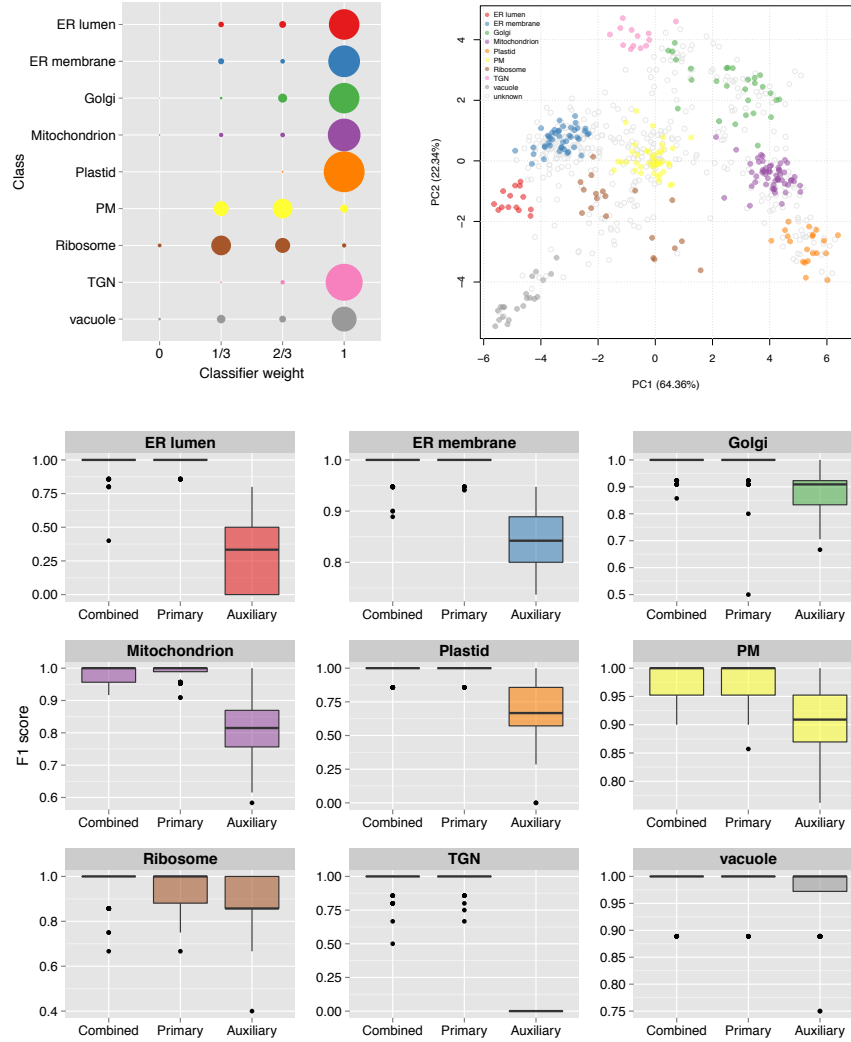 ER lumen
ER membrane
Golgi
Mitochondrion
Plastid
PM
Ribosome
TGN
vacuole
Class
0 1/3 2/3 1
Classifier weight
ER lumen
ER membrane
Golgi
Mitochondrion
Plastid
PM
Ribosome
TGN
vacuole
unknown
4
2
0
−2
−4
PC2 (22.34%)
−6 −4 −2 0 2 4 6
PC1 (64.36%)
ER lumen ER membrane Golgi
1.00
0.75
0.50
0.25
0.00
1.0
0.9
0.8
1.0
0.9
0.8
0.7
0.6
0.5
Combined Primary Auxiliary Combined Primary Auxiliary Combined Primary Auxiliary
Mitochondrion Plastid PM
F1 score
1.0
0.9
0.8
0.7
0.6
1.00
0.75
0.50
0.25
0.00
1.00
0.95
0.90
0.85
0.80
Combined Primary Auxiliary Combined Primary Auxiliary Combined Primary Auxiliary
Ribosome TGN vacuole
1.0
0.8
0.6
0.4
1.00
0.75
0.50
0.25
0.00
1.00
0.95
0.90
0.85
0.80
0.75
Combined Primary Auxiliary Combined Primary Auxiliary Combined Primary Auxiliary